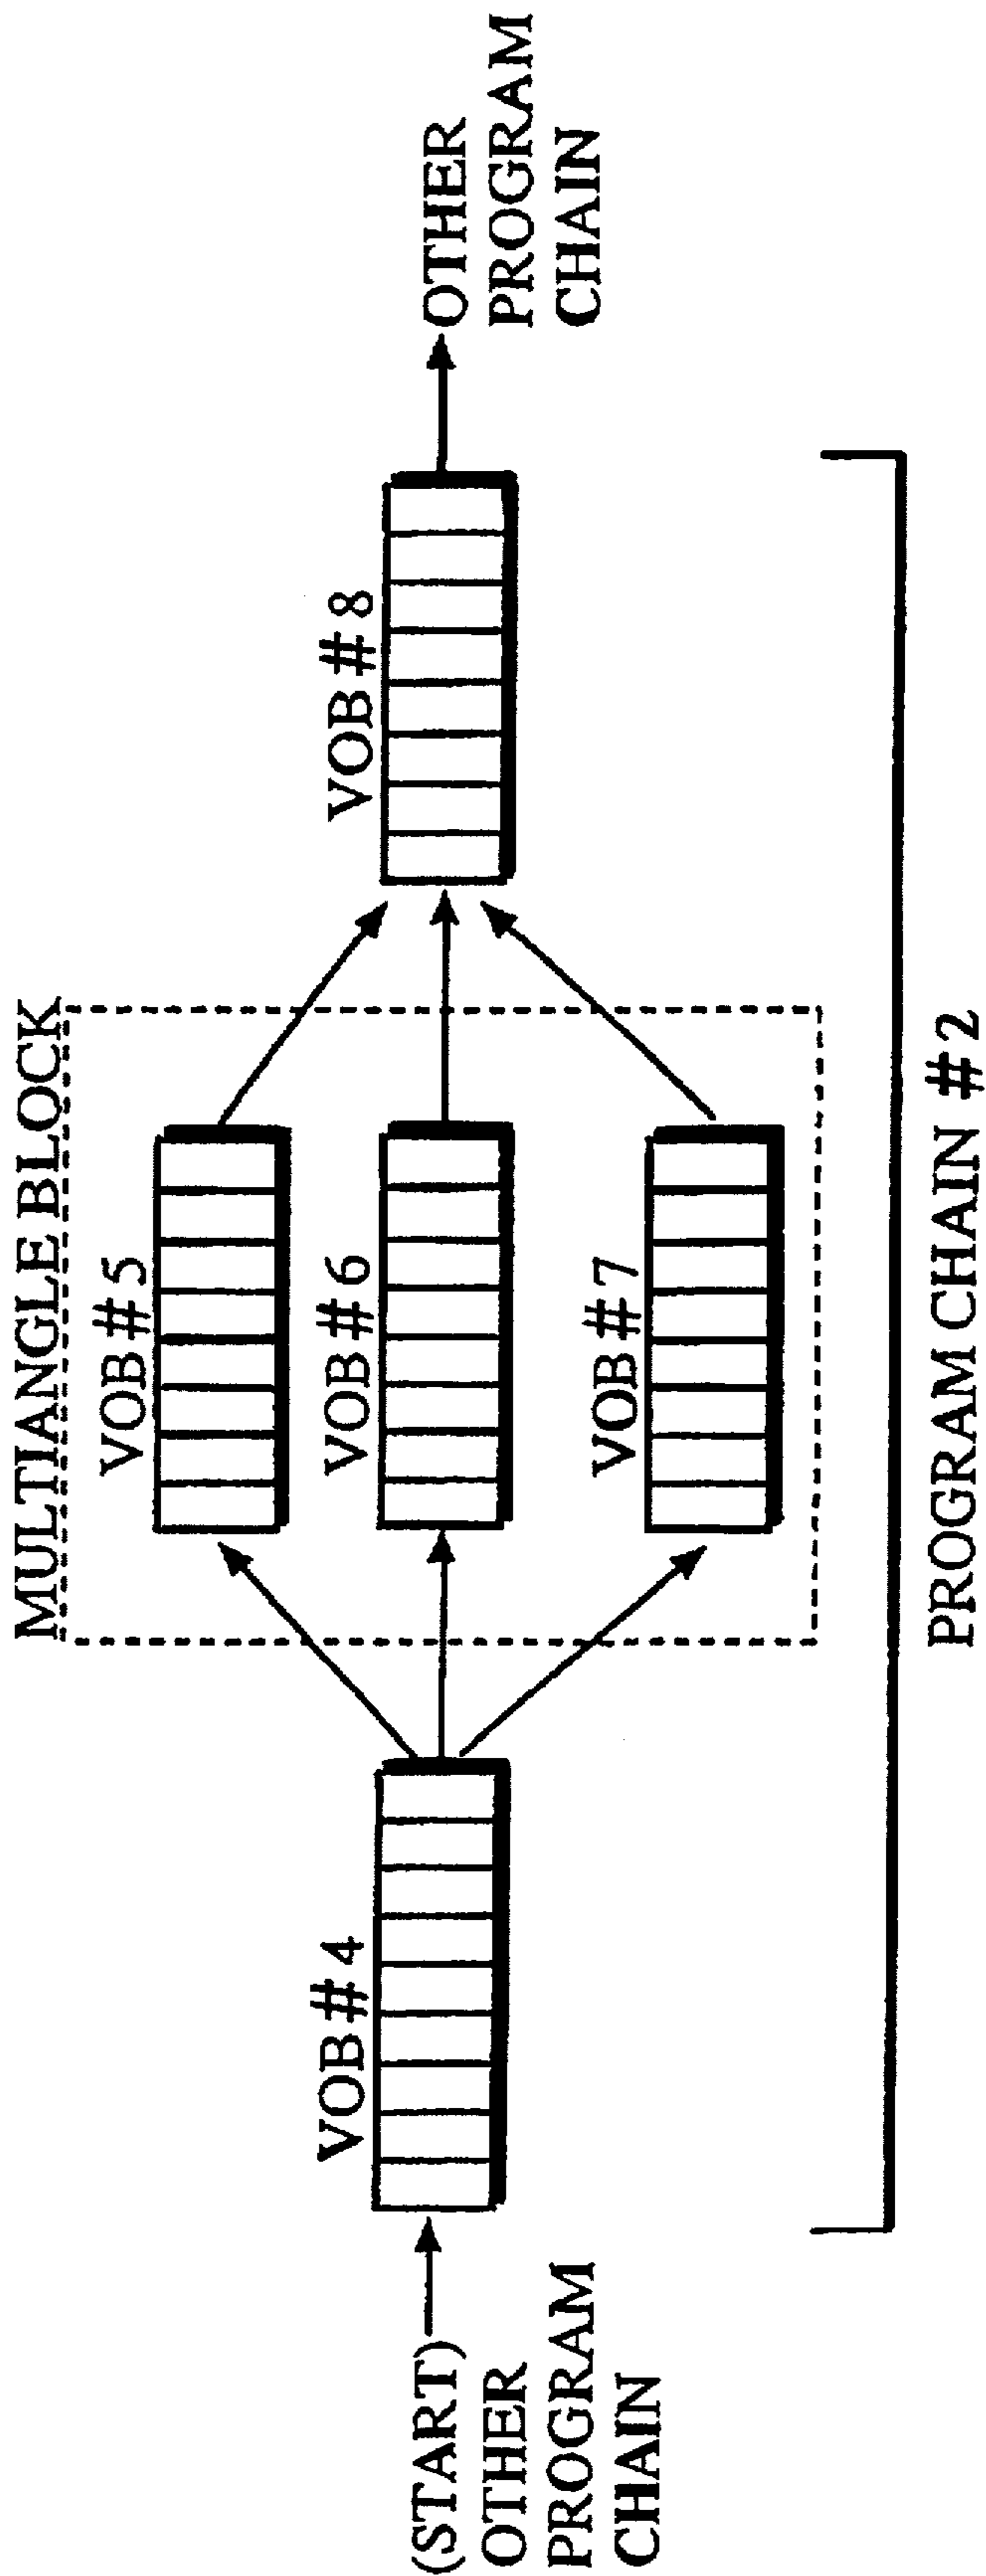 MULTIANGLE BLOCK
VOB#5
VOB#4
VOB#6
VOB#8
VOB#7
(START)
OTHER
PROGRAM
CHAIN
OTHER
PROGRAM
CHAIN
PROGRAM CHAIN #2